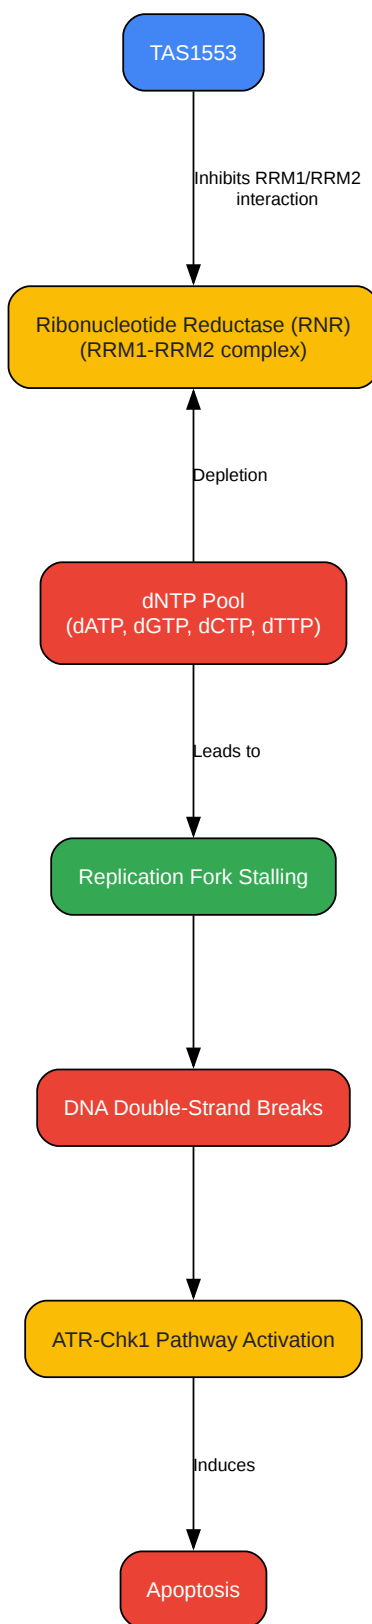 TAS1553
Inhibits RRM1/RRM2
interaction
Ribonucleotide Reductase (RNR)
(RRM1-RRM2 complex)
Depletion
dNTP Pool
(dATP, dGTP, dCTP, dTTP)
Leads to
Replication Fork Stalling
DNA Double-Strand Breaks
ATR-Chk1 Pathway Activation
Induces
Apoptosis